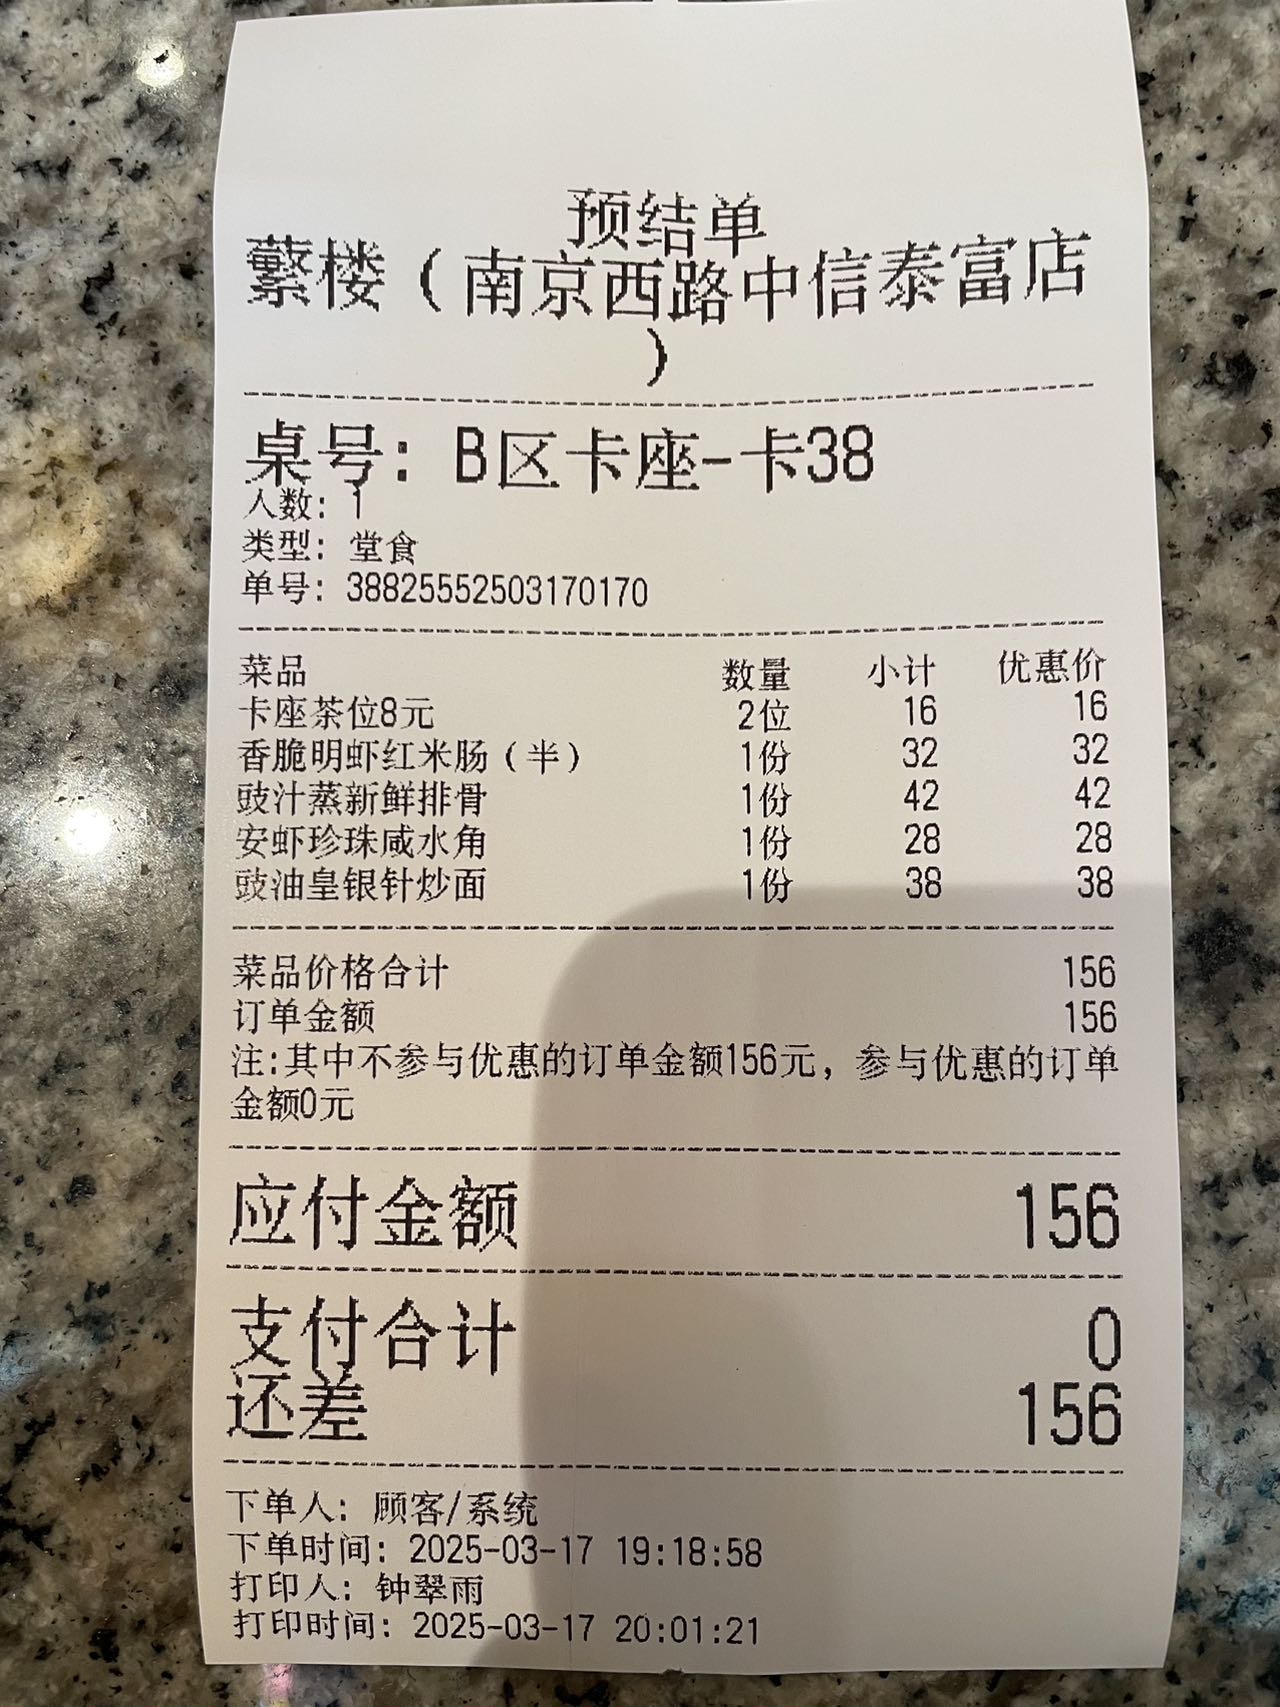 预结单
蘩楼（南京西路中信泰富店
）
桌号: B区卡座-卡38
人数: 1
类型: 堂食
单号: 38825552503170170
菜品 数量 小计 优惠价
卡座茶位8元 2位 16 16
香脆明虾红米肠（半） 1份 32 32
豉汁蒸新鲜排骨 1份 42 42
安虾珍珠咸水角 1份 28 28
豉油皇银针炒面 1份 38 38
菜品价格合计 156
订单金额 156
注:其中不参与优惠的订单金额156元，参与优惠的订单
金额0元
应付金额 156
支付合计 0
还差 156
下单人: 顾客/系统
下单时间: 2025-03-17 19:18:58
打印人: 钟翠雨
打印时间: 2025-03-17 20:01:21